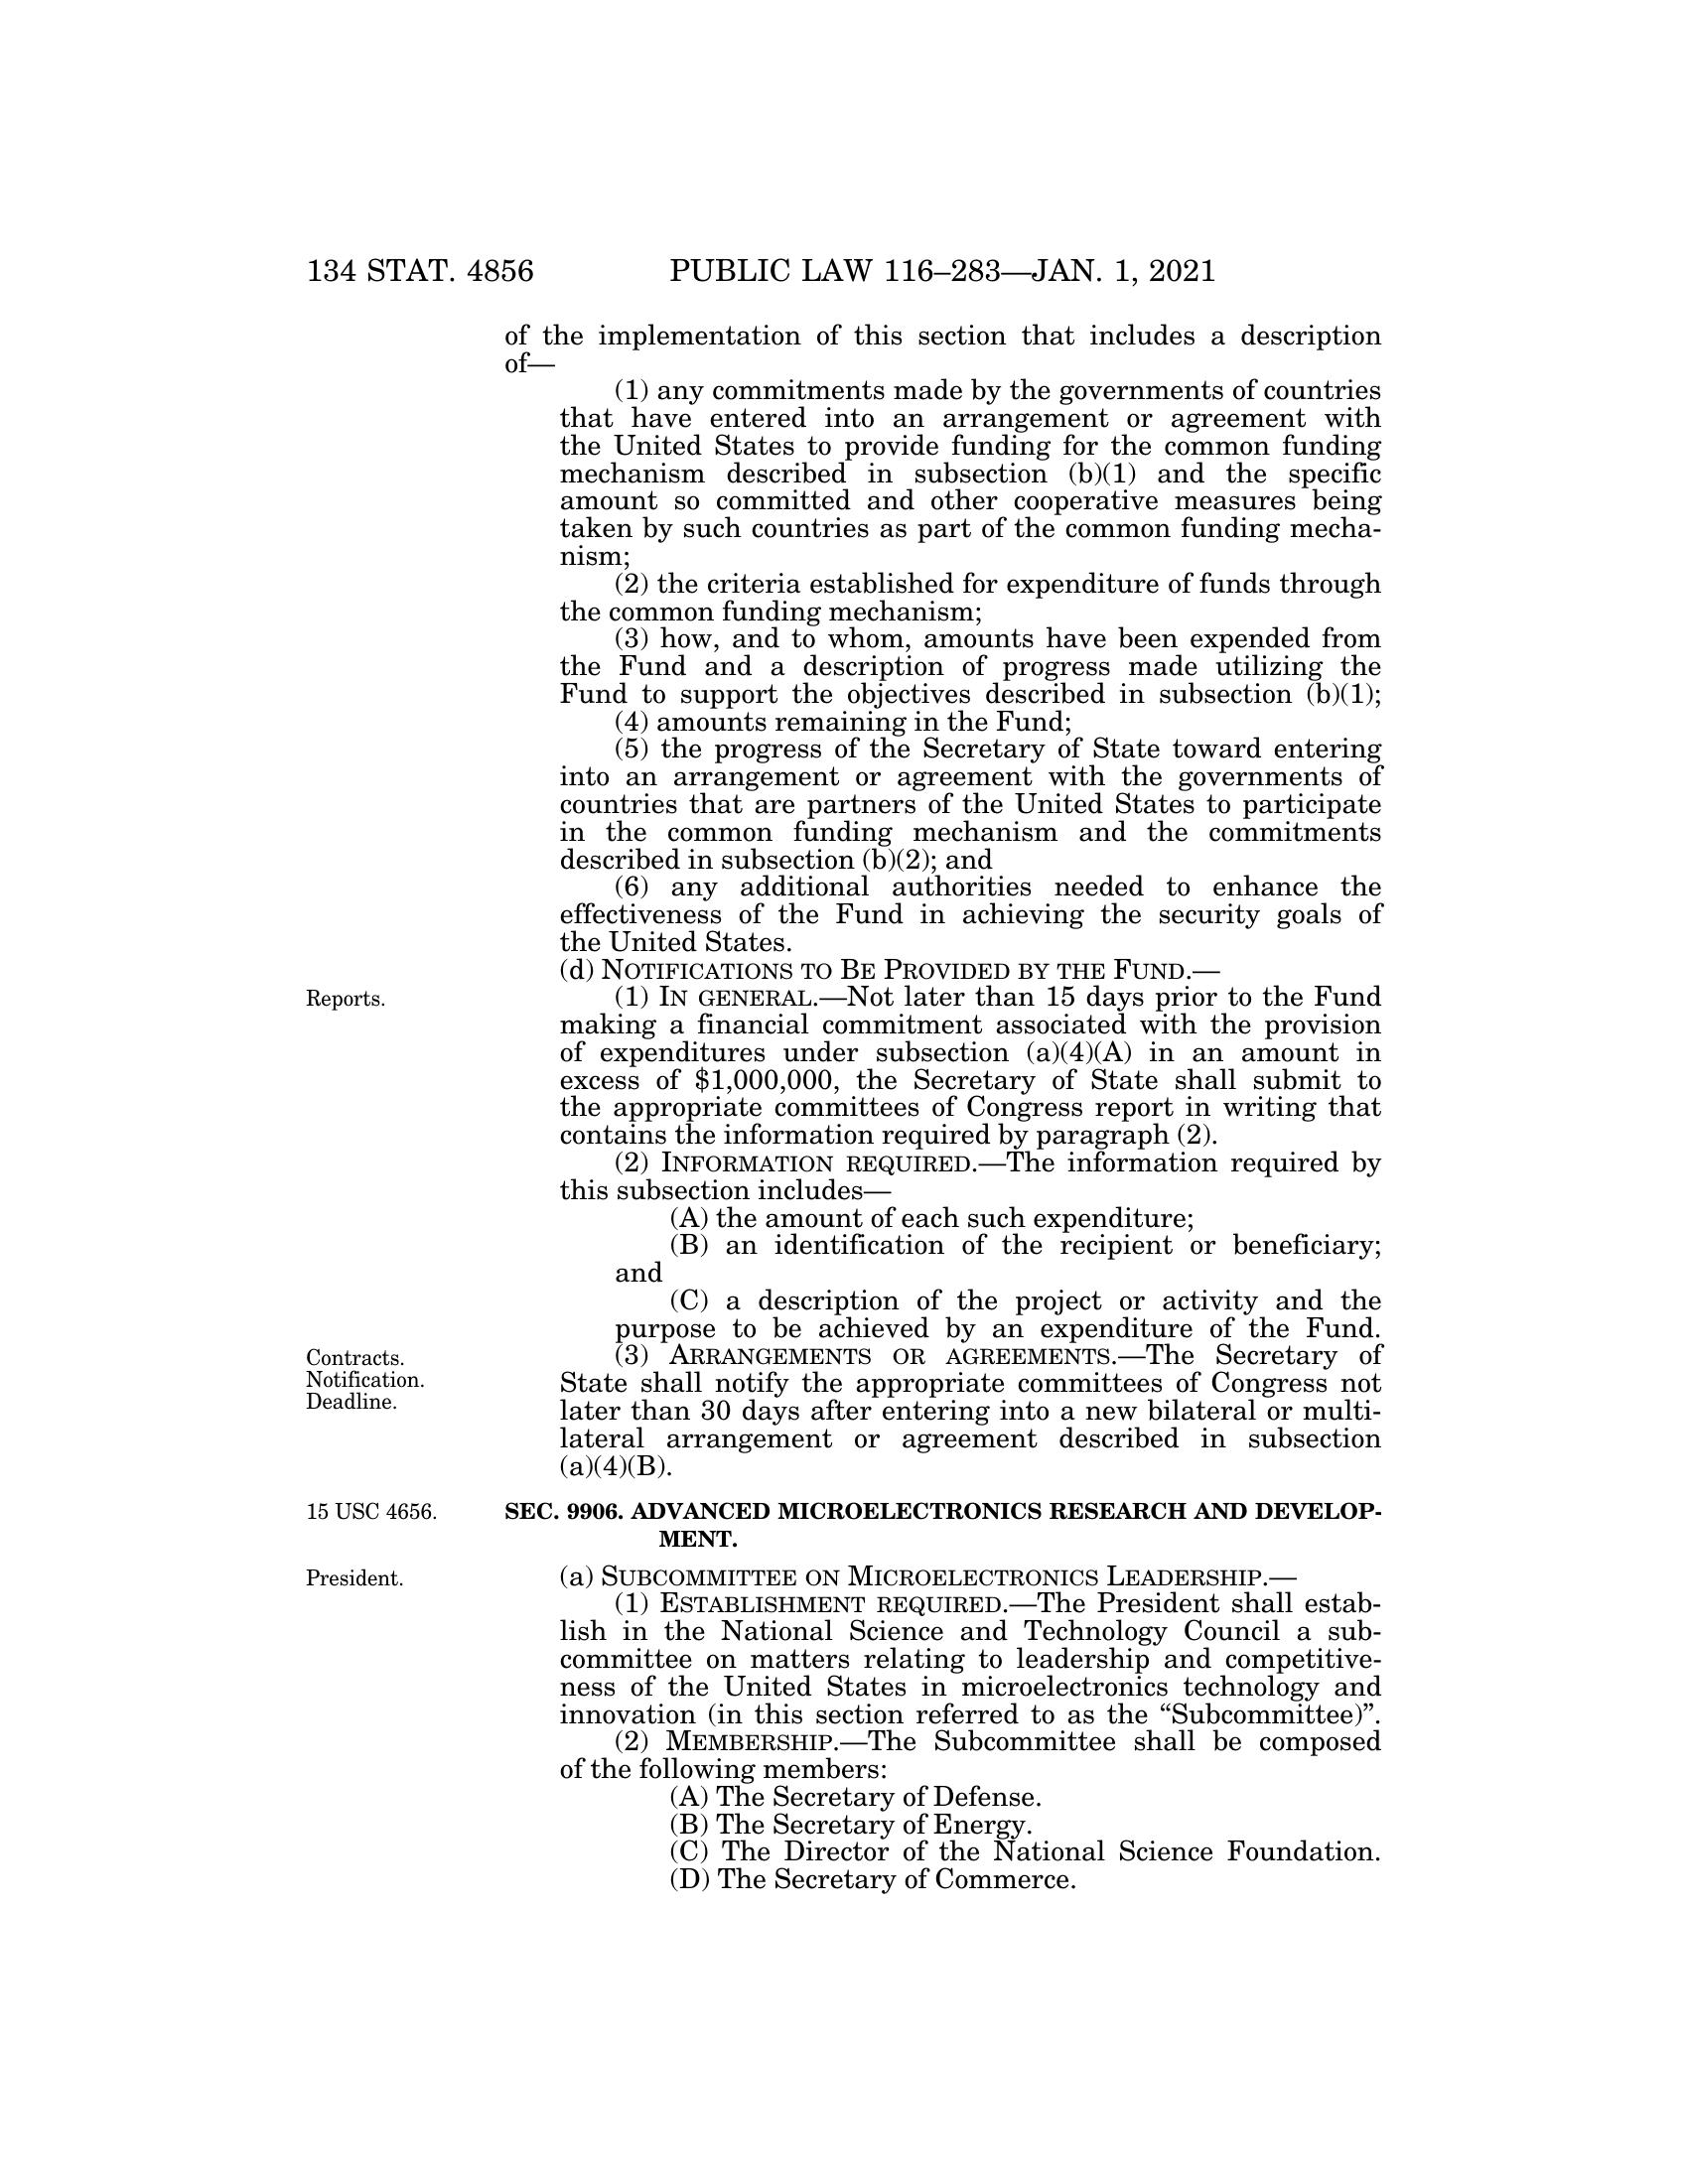 134 STAT. 4856 PUBLIC LAW 116–283—JAN. 1, 2021
of the implementation of this section that includes a description
of—
(1) any commitments made by the governments of countries
that have entered into an arrangement or agreement with
the United States to provide funding for the common funding
mechanism described in subsection (b)(1) and the specific
amount so committed and other cooperative measures being
taken by such countries as part of the common funding mecha-
nism;
(2) the criteria established for expenditure of funds through
the common funding mechanism;
(3) how, and to whom, amounts have been expended from
the Fund and a description of progress made utilizing the
Fund to support the objectives described in subsection (b)(1);
(4) amounts remaining in the Fund;
(5) the progress of the Secretary of State toward entering
into an arrangement or agreement with the governments of
countries that are partners of the United States to participate
in the common funding mechanism and the commitments
described in subsection (b)(2); and
(6) any additional authorities needed to enhance the
effectiveness of the Fund in achieving the security goals of
the United States.
(d) NOTIFICATIONS TO BE PROVIDED BY THE FUND.—
Reports.
(1) IN GENERAL.—Not later than 15 days prior to the Fund
making a financial commitment associated with the provision
of expenditures under subsection (a)(4)(A) in an amount in
excess of $1,000,000, the Secretary of State shall submit to
the appropriate committees of Congress report in writing that
contains the information required by paragraph (2).
(2) INFORMATION REQUIRED.—The information required by
this subsection includes—
(A) the amount of each such expenditure;
(B) an identification of the recipient or beneficiary;
and
(C) a description of the project or activity and the
purpose to be achieved by an expenditure of the Fund.
Contracts.
Notification.
Deadline.
(3) ARRANGEMENTS OR AGREEMENTS.—The Secretary of
State shall notify the appropriate committees of Congress not
later than 30 days after entering into a new bilateral or multi-
lateral arrangement or agreement described in subsection
(a)(4)(B).
15 USC 4656.
SEC. 9906. ADVANCED MICROELECTRONICS RESEARCH AND DEVELOP-
MENT.
President.
(a) SUBCOMMITTEE ON MICROELECTRONICS LEADERSHIP.—
(1) ESTABLISHMENT REQUIRED.—The President shall estab-
lish in the National Science and Technology Council a sub-
committee on matters relating to leadership and competitive-
ness of the United States in microelectronics technology and
innovation (in this section referred to as the “Subcommittee)”.
(2) MEMBERSHIP.—The Subcommittee shall be composed
of the following members:
(A) The Secretary of Defense.
(B) The Secretary of Energy.
(C) The Director of the National Science Foundation.
(D) The Secretary of Commerce.